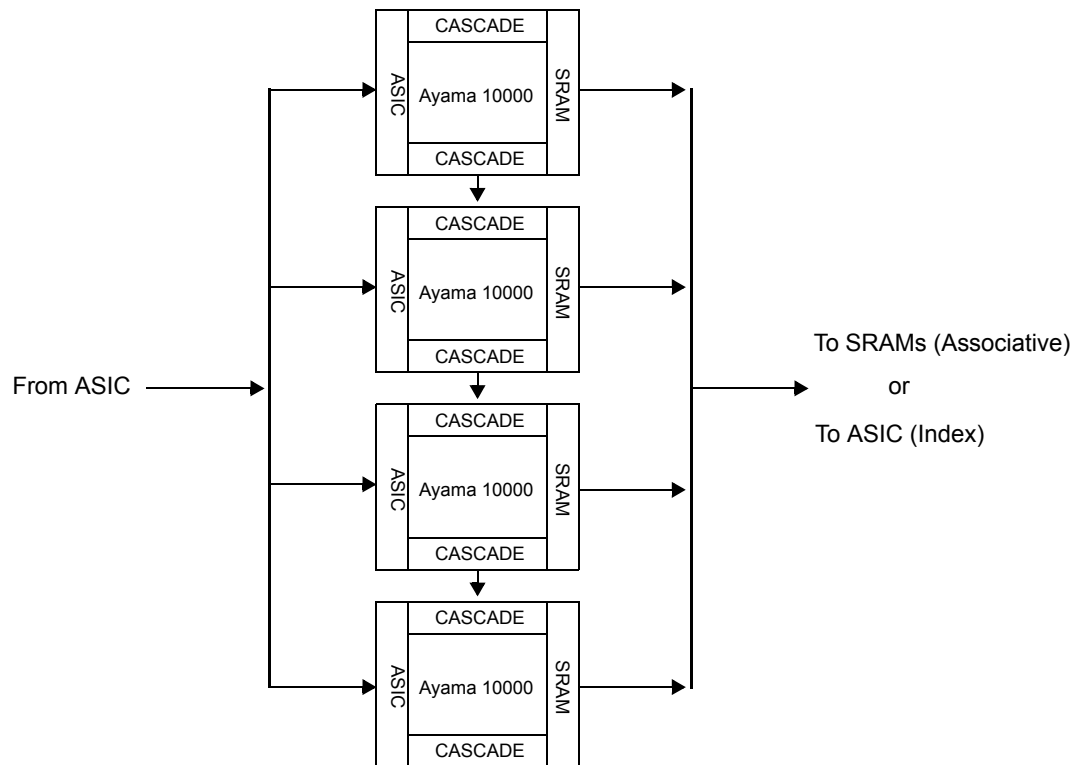 CASCADE
ASIC
Ayama 10000
SRAM
CASCADE
CASCADE
ASIC
Ayama 10000
SRAM
CASCADE
From ASIC
To SRAMs (Associative)
or
To ASIC (Index)
CASCADE
ASIC
Ayama 10000
SRAM
CASCADE
CASCADE
ASIC
Ayama 10000
SRAM
CASCADE